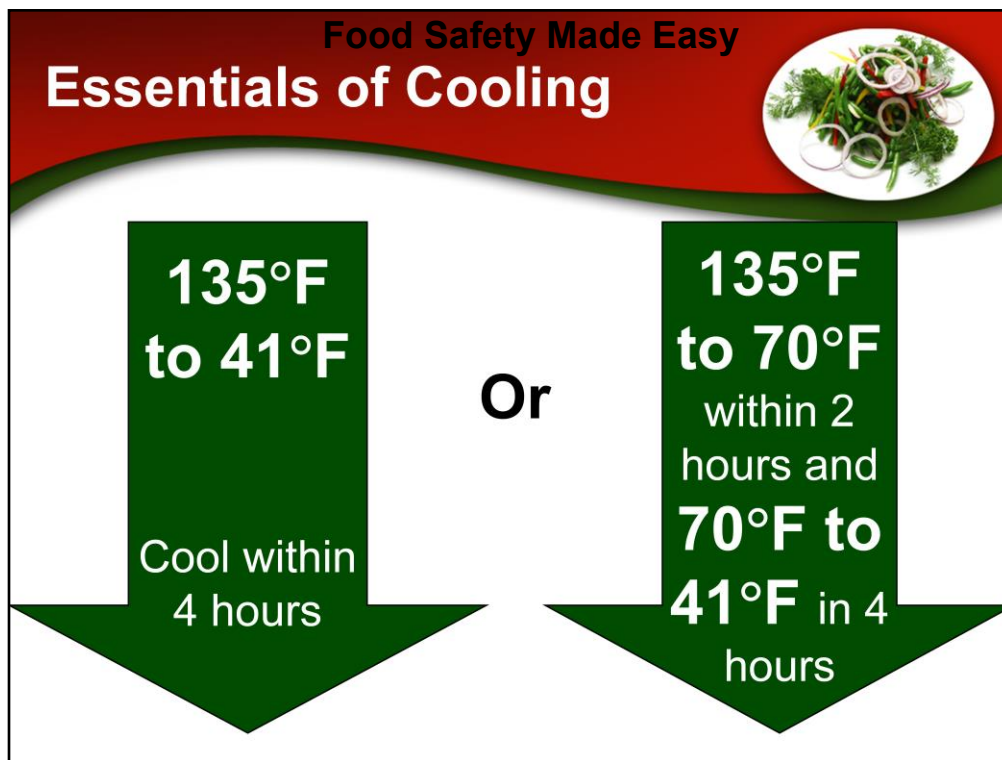 Food Safety Made Easy
Essentials of Cooling
135°F
to 41°F
Cool within
4 hours
Or
135°F
to 70°F
within 2
hours and
70°F to
41°F in 4
hours